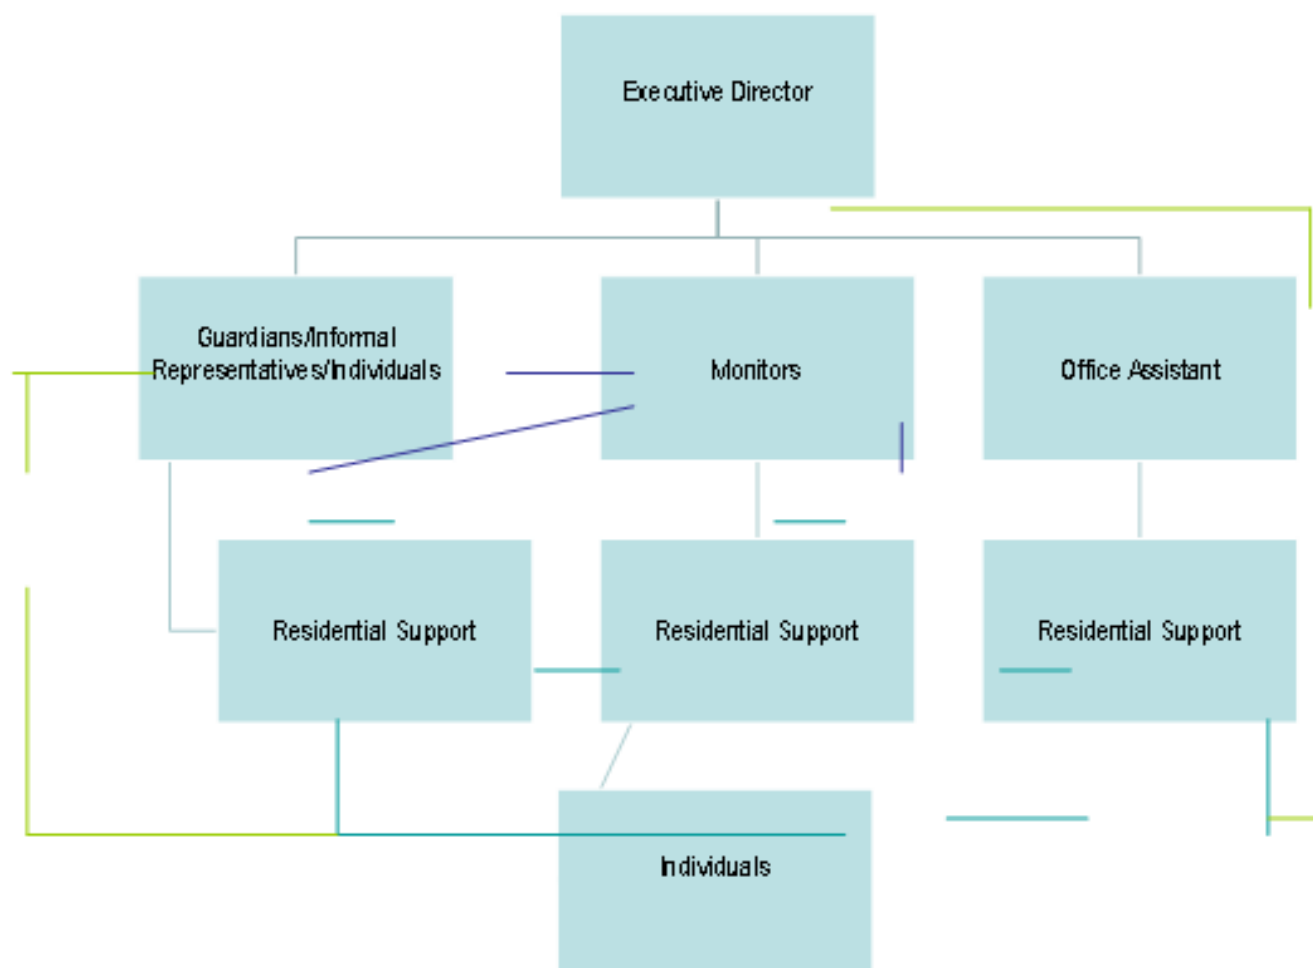 Executive Director
Guardians/Informal
Representatives/Individuals
Monitors
Office Assistant
Residential Support
Residential Support
Residential Support
Individuals